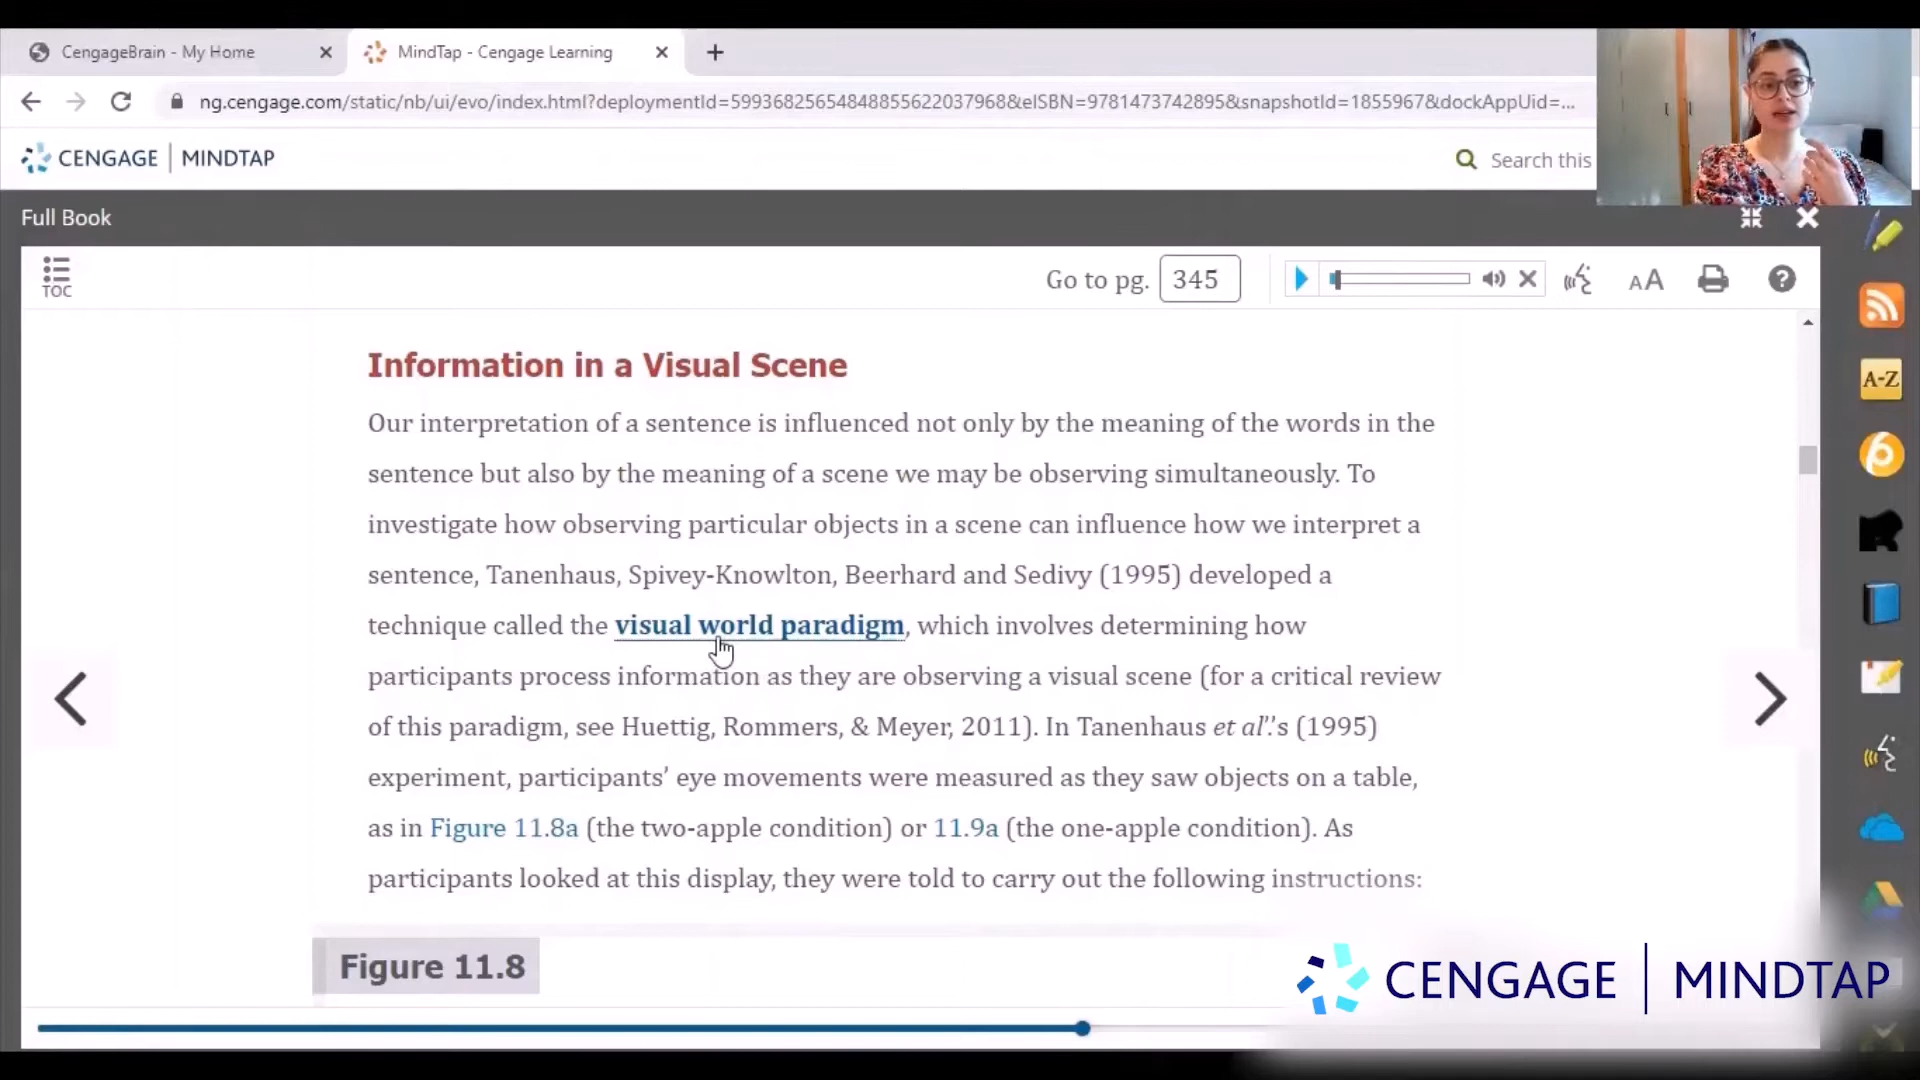 CengageBrain - My Home
MindTap - Cengage Learning
ng.cengage.com/static/nb/ui/evo/index.html?deploymentId=59936825654848855622037968&eISBN=9781473742895&snapshotId=1855967&dockAppUid=...
CENGAGE | MINDTAP
Search this
Full Book
TOC
Go to pg. 345
AA
?
A-Z
Information in a Visual Scene
Our interpretation of a sentence is influenced not only by the meaning of the words in the
sentence but also by the meaning of a scene we may be observing simultaneously. To
investigate how observing particular objects in a scene can influence how we interpret a
sentence, Tanenhaus, Spivey-Knowlton, Beerhard and Sedivy (1995) developed a
technique called the visual world paradigm, which involves determining how
participants process information as they are observing a visual scene (for a critical review
of this paradigm, see Huettig, Rommers, & Meyer, 2011). In Tanenhaus et al’.’s (1995)
experiment, participants’ eye movements were measured as they saw objects on a table,
as in Figure 11.8a (the two-apple condition) or 11.9a (the one-apple condition). As
participants looked at this display, they were told to carry out the following instructions:
Figure 11.8
CENGAGE | MINDTAP